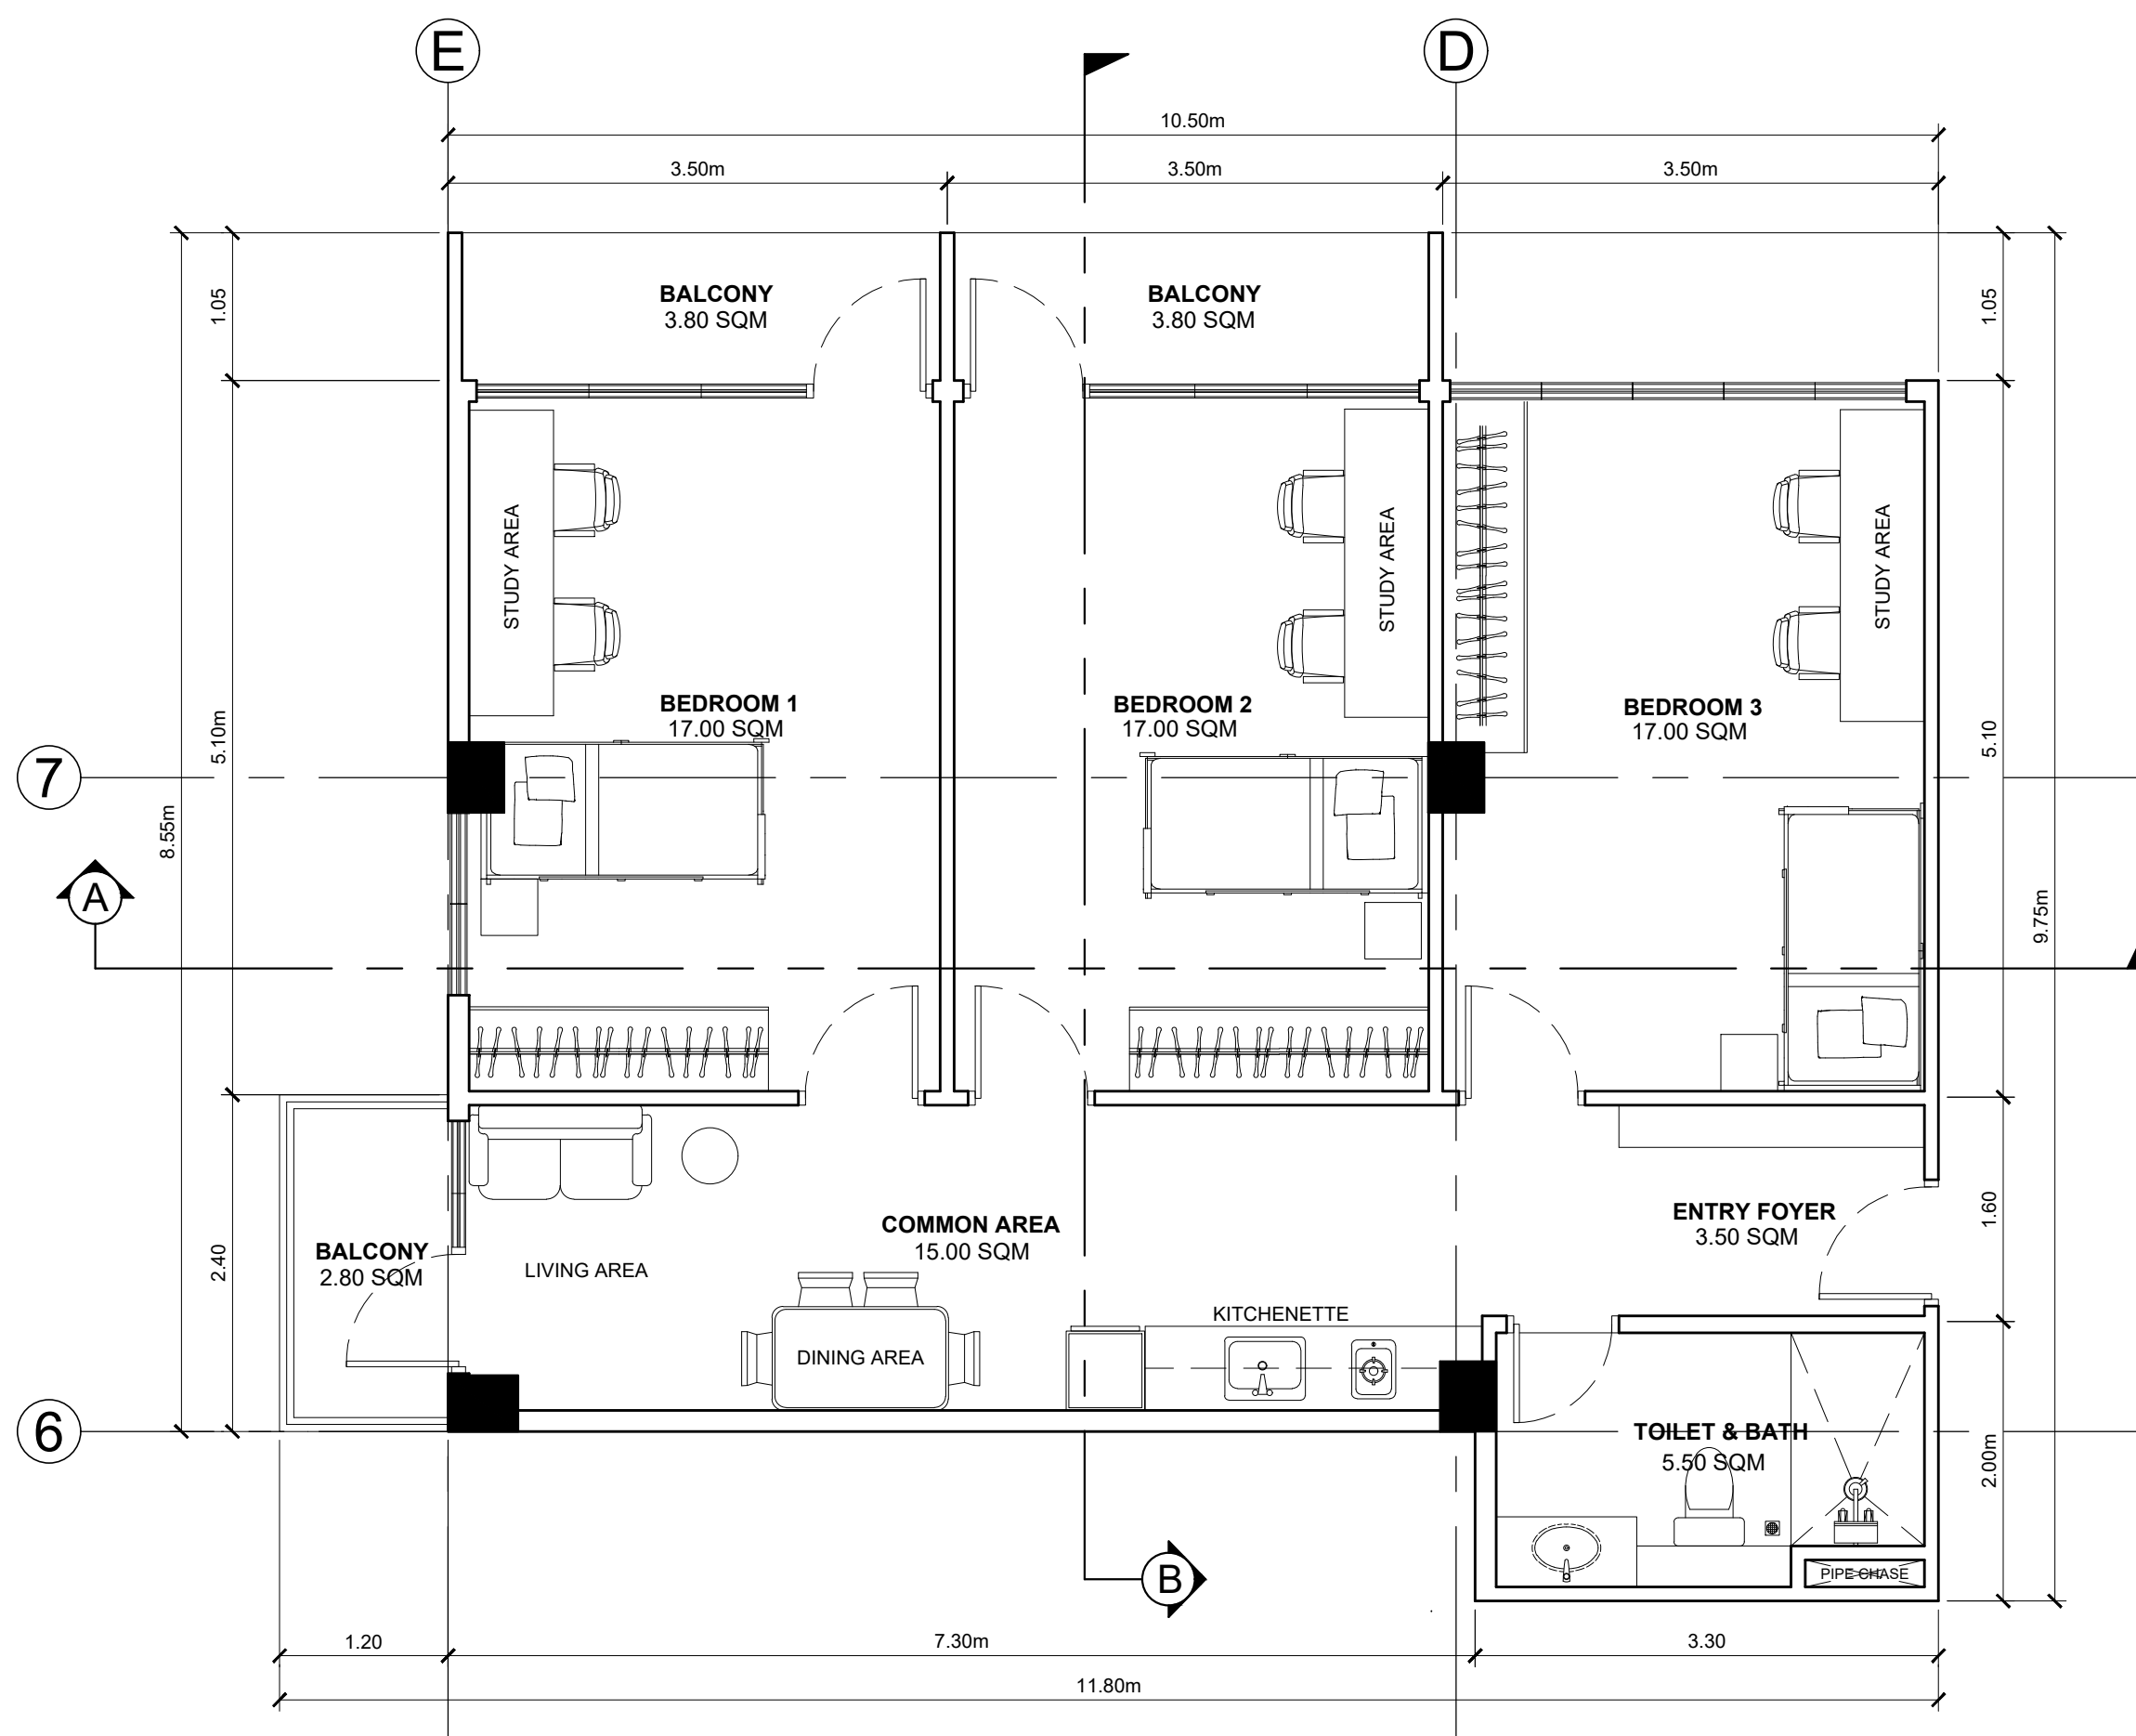 E
D
10.50m
3.50m
3.50m
3.50m
1.05
BALCONY
3.80 SQM
BALCONY
3.80 SQM
1.05
STUDY AREA
STUDY AREA
STUDY AREA
BEDROOM 1
17.00 SQM
BEDROOM 2
17.00 SQM
BEDROOM 3
17.00 SQM
5.10m
5.10
7
8.55m
A
9.75m
COMMON AREA
15.00 SQM
ENTRY FOYER
3.50 SQM
1.60
BALCONY
2.80 SQM
2.40
LIVING AREA
KITCHENETTE
DINING AREA
6
TOILET & BATH
5.50 SQM
2.00m
B
PIPE CHASE
1.20
7.30m
3.30
11.80m